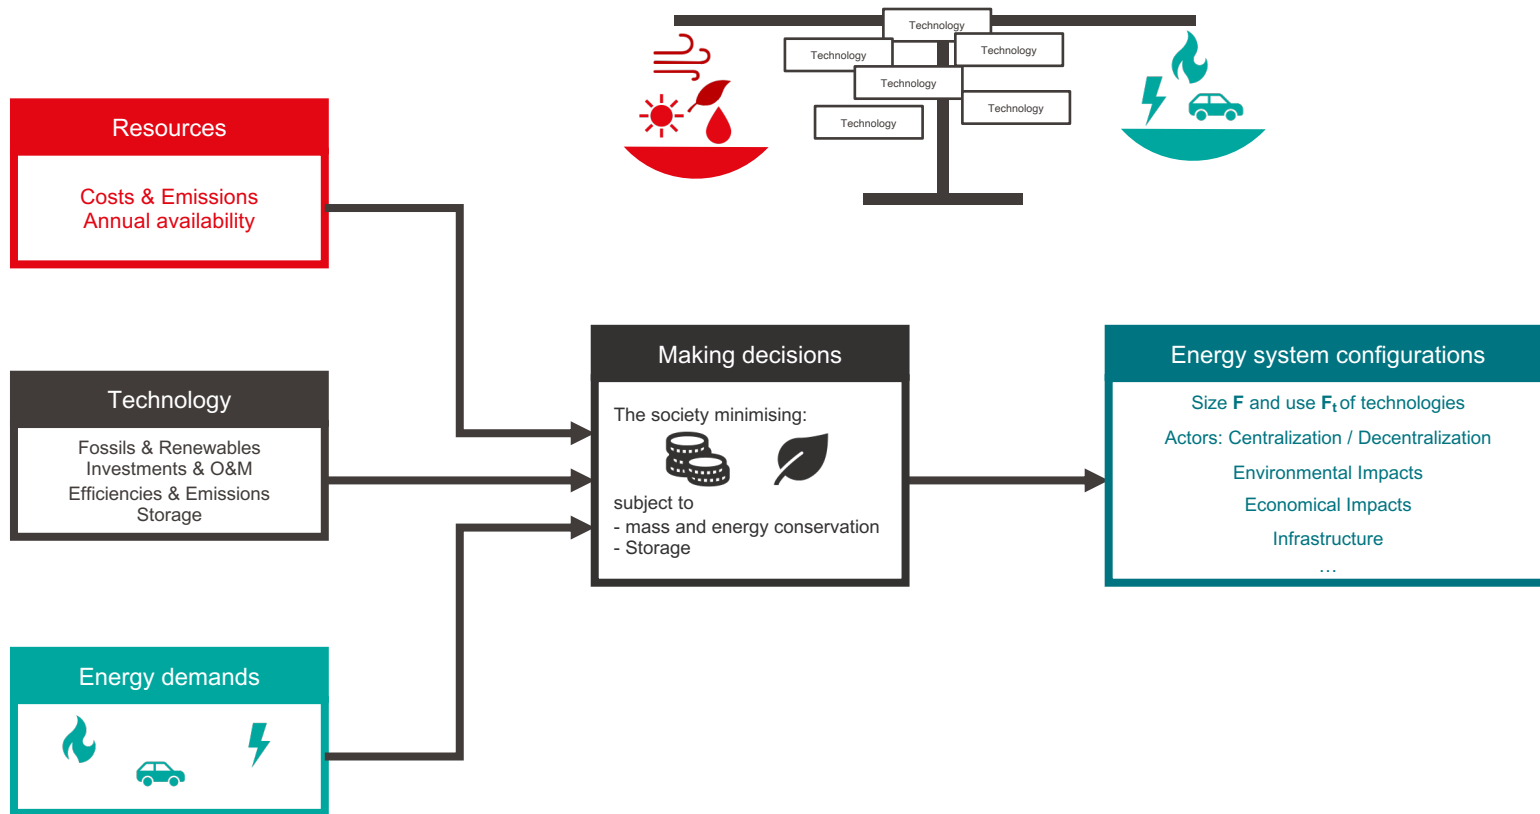 Technology
Technology
Technology
Technology
Technology
Technology
Resources
Costs & Emissions
Annual availability
Technology
Fossils & Renewables
Investments & O&M
Efficiencies & Emissions
Storage
Energy demands
Making decisions
The society minimising:
subject to
- mass and energy conservation
- Storage
Energy system configurations
Size F and use Ft of technologies
Actors: Centralization / Decentralization
Environmental Impacts
Economical Impacts
Infrastructure
...